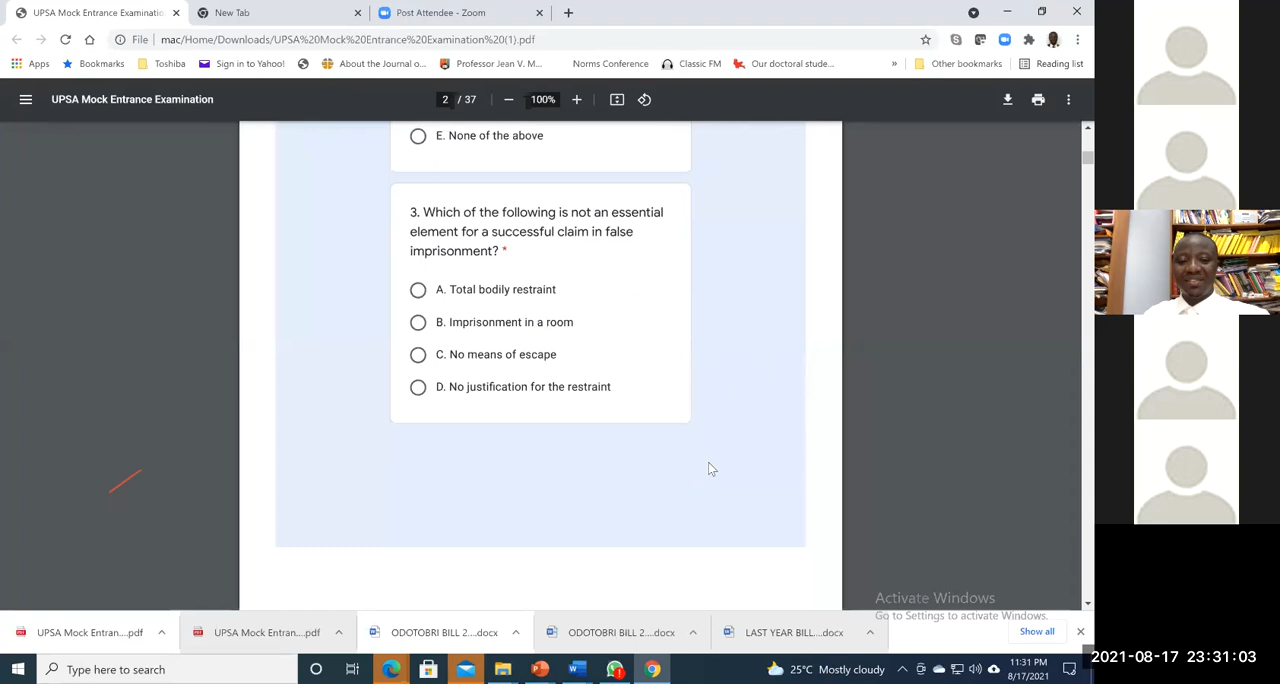 UPSA Mock Entrance Examinatio
New Tab
Post Attendee - Zoom
File
mac/Home/Downloads/UPSA%20Mock%20Entrance%20Examination%20(1).pdf
Apps
Bookmarks
Toshiba
Sign in to Yahoo!
About the Journal o...
Professor Jean V. M...
Norms Conference
Classic FM
Our doctoral stude...
»
Other bookmarks
Reading list
UPSA Mock Entrance Examination
2 / 37
100%
E. None of the above
3. Which of the following is not an essential
element for a successful claim in false
imprisonment? *
A. Total bodily restraint
B. Imprisonment in a room
C. No means of escape
D. No justification for the restraint
Activate Windows
Go to Settings to activate Windows.
UPSA Mock Entran....pdf
UPSA Mock Entran....pdf
ODOTOBRI BILL 2....docx
ODOTOBRI BILL 2....docx
LAST YEAR BILL....docx
Show all
Type here to search
25°C Mostly cloudy
11:31 PM
8/17/2021
2021-08-17 23:31:03